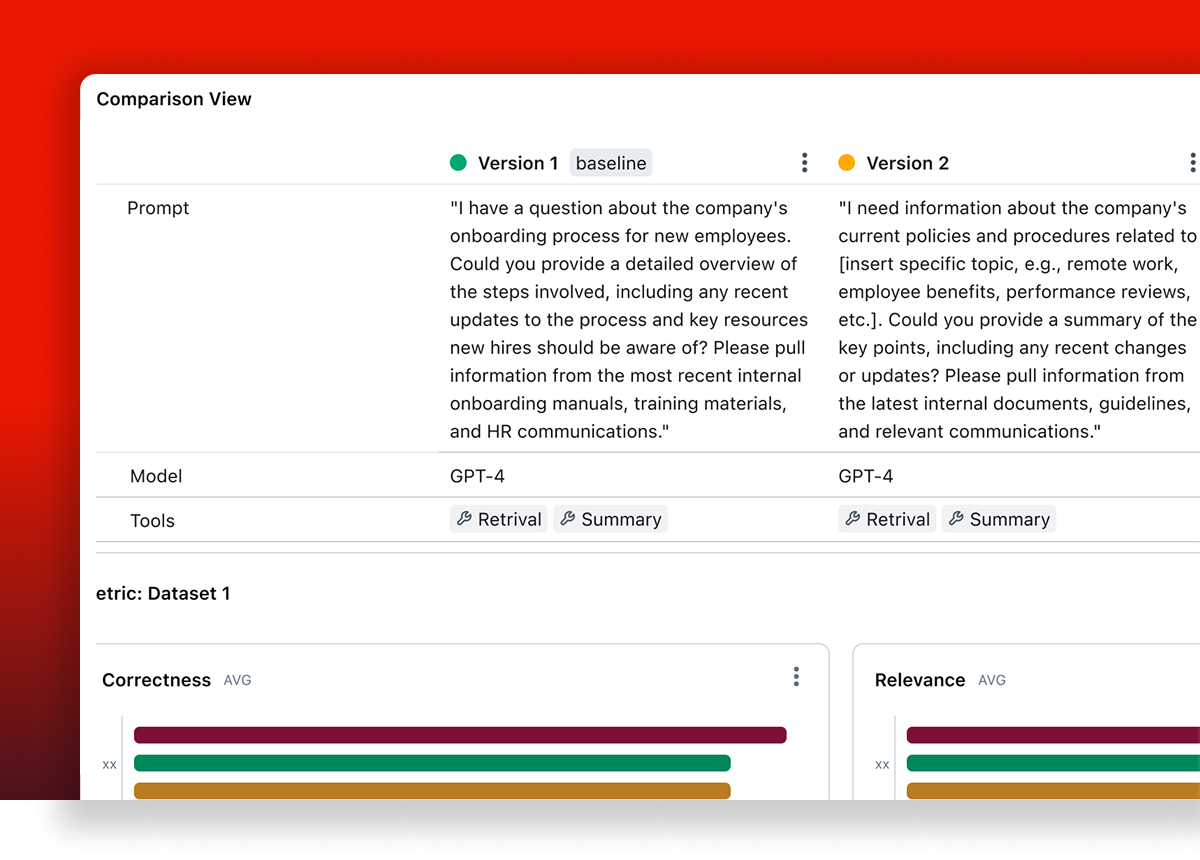 Comparison View
Version 1 baseline
Version 2
Prompt
"I have a question about the company's
onboarding process for new employees.
Could you provide a detailed overview of
the steps involved, including any recent
updates to the process and key resources
new hires should be aware of? Please pull
information from the most recent internal
onboarding manuals, training materials,
and HR communications."
"I need information about the company's
current policies and procedures related to
[insert specific topic, e.g., remote work,
employee benefits, performance reviews,
etc.]. Could you provide a summary of the
key points, including any recent changes
or updates? Please pull information from
the latest internal documents, guidelines,
and relevant communications."
Model
GPT-4
GPT-4
Tools
Retrival Summary
Retrival Summary
etric: Dataset 1
Correctness AVG
xx
Relevance AVG
xx